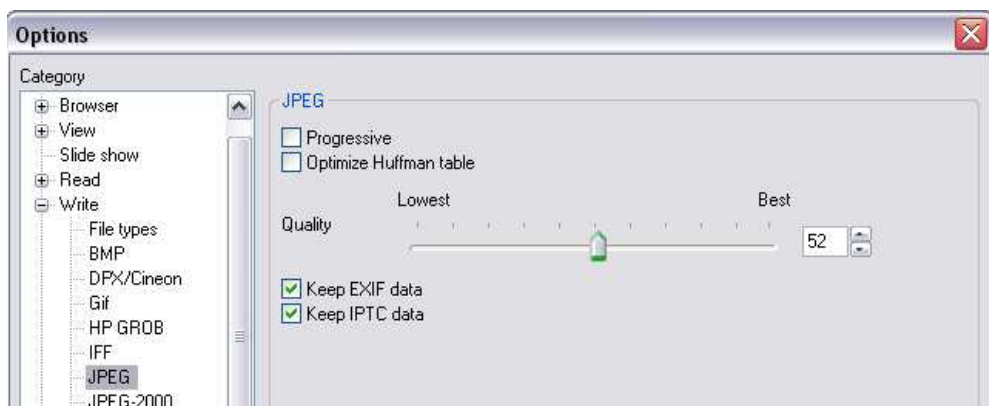 Options
Category
Browser
View
Slide show
Read
Write
File types
BMP
DPX/Cineon
Gif
HP GROB
IFF
JPEG
JPEG-2000
JPEG
Progressive
Optimize Huffman table
Lowest Best
Quality 52
Keep EXIF data
Keep IPTC data